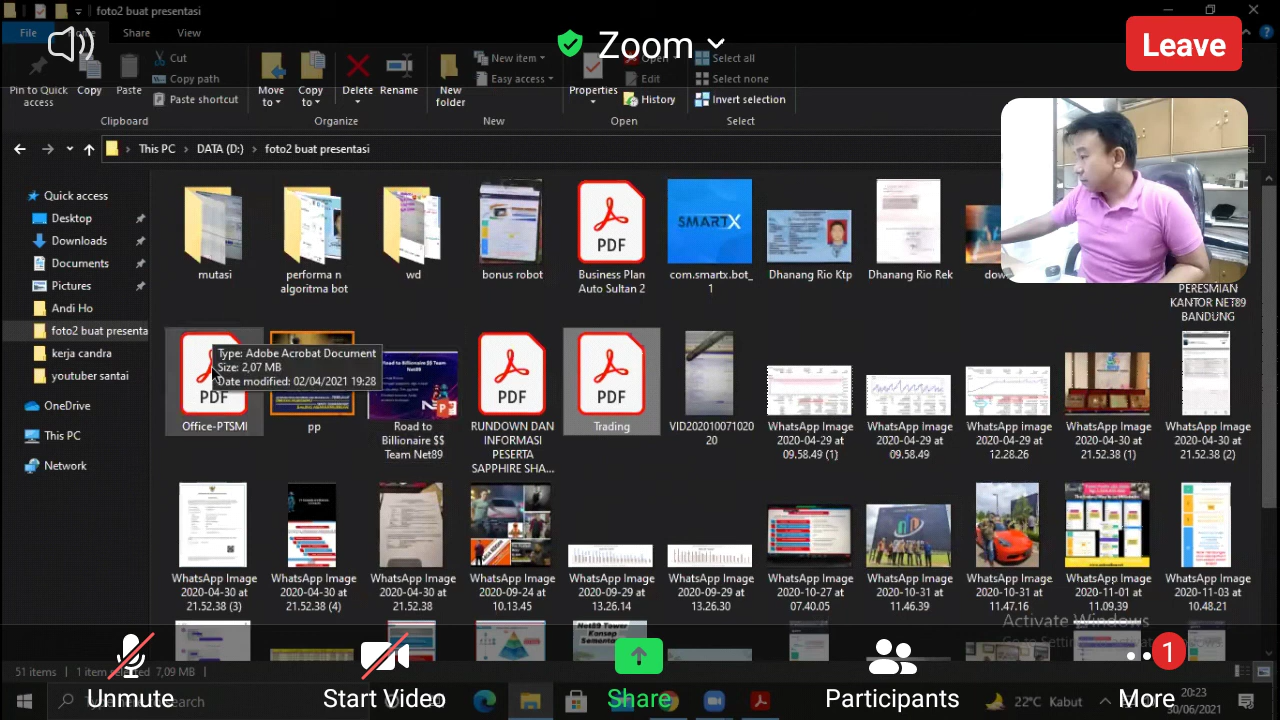 foto2 buat presentasi
File
Share
View
Zoom
Leave
Pin to Quick access
Copy
Paste
Cut
Copy path
Paste shortcut
Clipboard
Move to
Copy to
Delete
Rename
Organize
New folder
New item
Easy access
New
Properties
Open
Edit
History
Open
Select all
Select none
Invert selection
Select
This PC
DATA (D:)
foto2 buat presentasi
Quick access
Desktop
Downloads
Documents
Pictures
Andi Ho
foto2 buat presenta
kerja candra
youtuber santai
OneDrive
This PC
Network
SMARTX
PDF
mutasi
performa n algoritma bot
wd
bonus robot
Business Plan Auto Sultan 2
com.smartx.bot_1
Dhanang Rio Ktp
Dhanang Rio Rek
dow
PERESMIAN KANTOR NET89 BANDUNG
Type: Adobe Acrobat Document
Size: 2,07 MB
Date modified: 02/04/2021 19:28
PDF
Road to Billionaire $$ Team Net89
PDF
PDF
Office-PTSMI
pp
Road to Billionaire $$ Team Net89
RUNDOWN DAN INFORMASI PESERTA SAPPHIRE SHA...
Trading
VID20201007102020
WhatsApp Image 2020-04-29 at 09.58.49 (1)
WhatsApp Image 2020-04-29 at 09.58.49
WhatsApp Image 2020-04-29 at 12.28.26
WhatsApp Image 2020-04-30 at 21.52.38 (1)
WhatsApp Image 2020-04-30 at 21.52.38 (2)
WhatsApp Image 2020-04-30 at 21.52.38 (3)
WhatsApp Image 2020-04-30 at 21.52.38 (4)
WhatsApp Image 2020-04-30 at 21.52.38
WhatsApp Image 2020-09-24 at 10.13.45
WhatsApp Image 2020-09-29 at 13.26.14
WhatsApp Image 2020-09-29 at 13.26.30
WhatsApp Image 2020-10-27 at 07.40.05
WhatsApp Image 2020-10-31 at 11.46.39
WhatsApp Image 2020-10-31 at 11.47.16
WhatsApp Image 2020-11-01 at 11.09.39
WhatsApp Image 2020-11-03 at 10.48.21
Activate Windows
51 items
7,09 MB
1
Unmute
Start Video
Share
Participants
More
22°C Kabut
20:23
30/06/2021